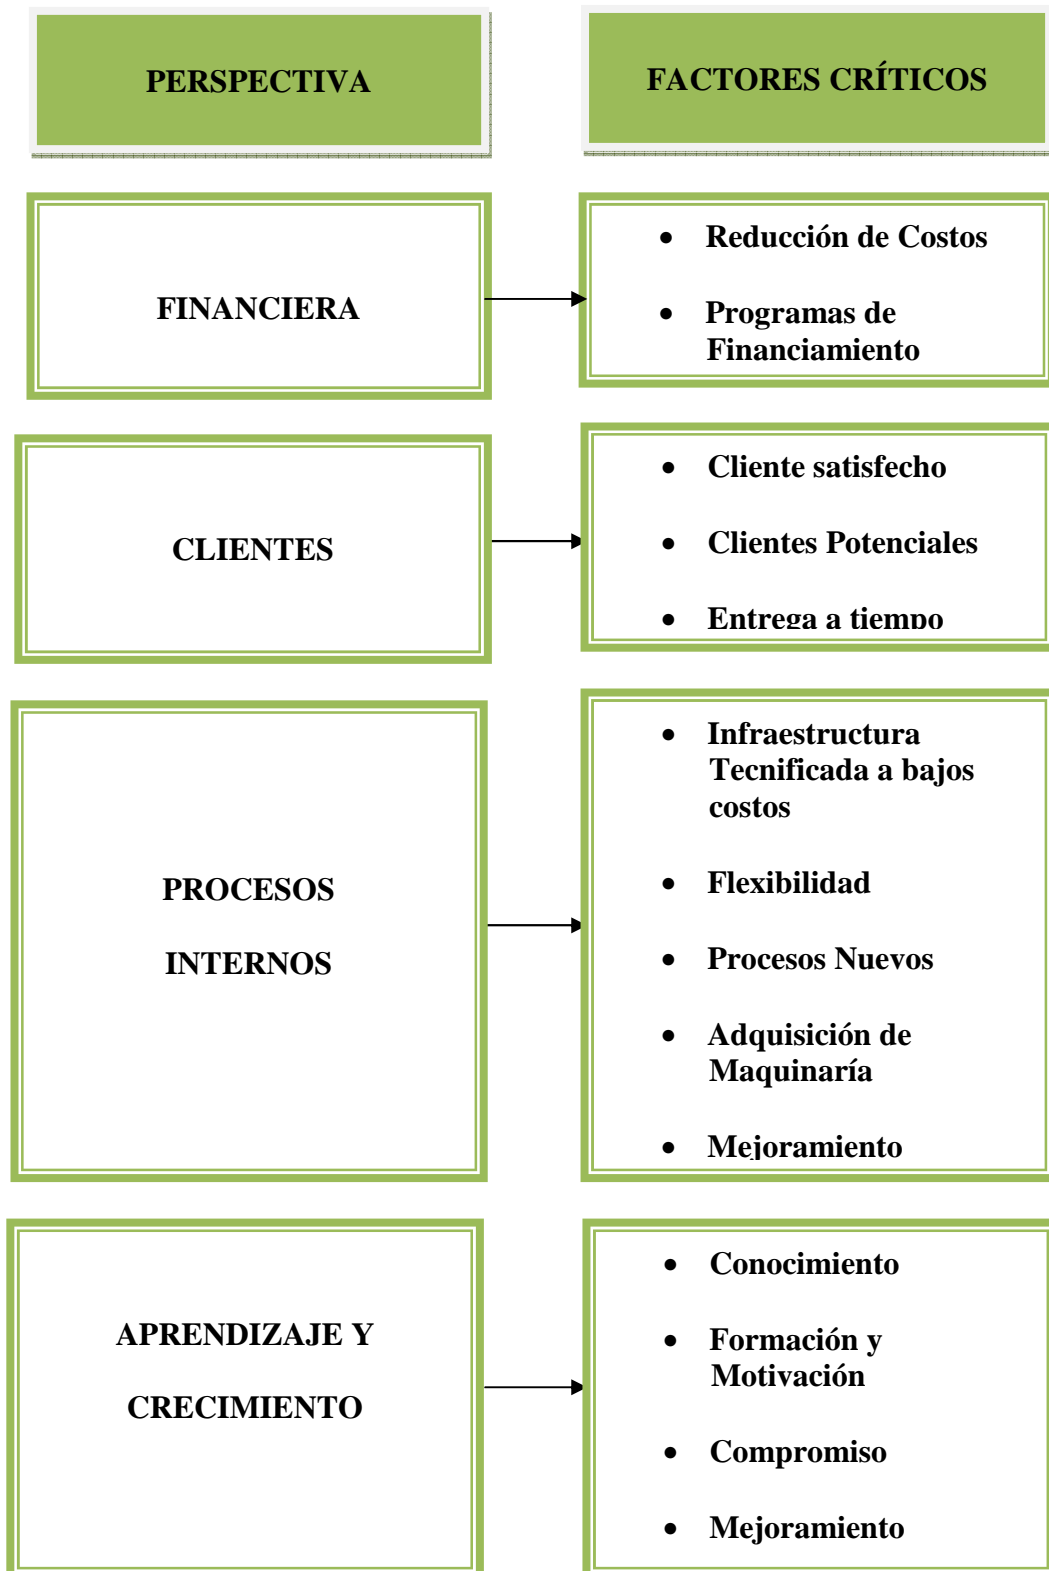 PERSPECTIVA
FACTORES CRÍTICOS
FINANCIERA
• Reducción de Costos
• Programas de
Financiamiento
CLIENTES
• Cliente satisfecho
• Clientes Potenciales
• Entrega a tiempo
PROCESOS
INTERNOS
• Infraestructura
Tecnificada a bajos
costos
• Flexibilidad
• Procesos Nuevos
• Adquisición de
Maquinaría
• Mejoramiento
APRENDIZAJE Y
CRECIMIENTO
• Conocimiento
• Formación y
Motivación
• Compromiso
• Mejoramiento